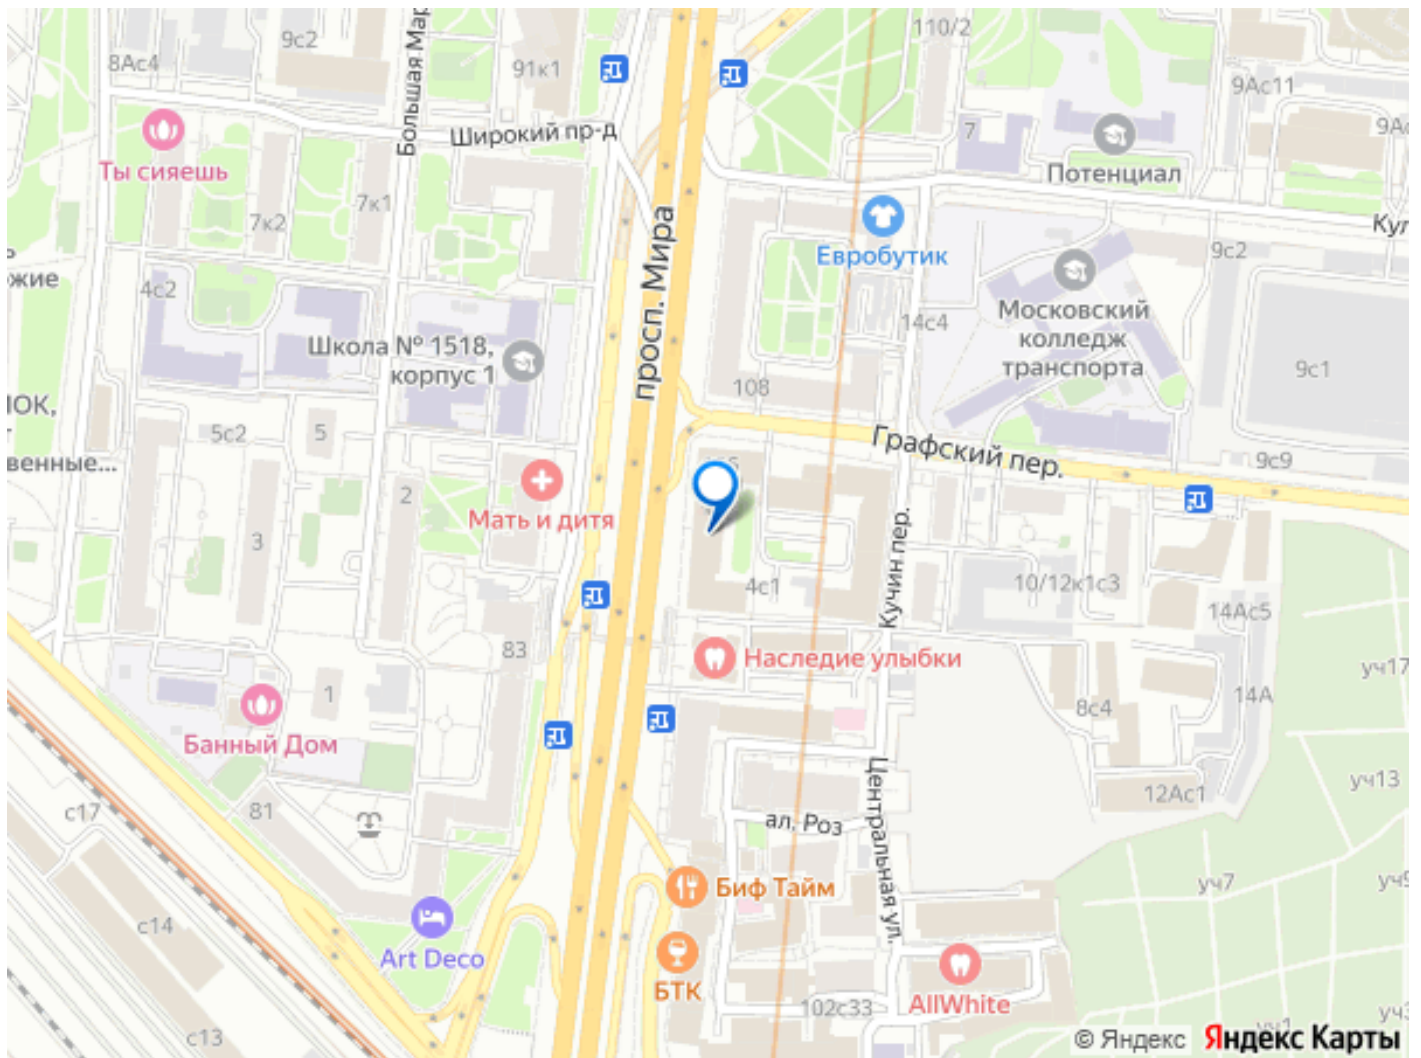 9с2
110/2
8Ас4
91к1
Большая Мар
9Ас11
Широкий пр-д
7
9А
Ты сияешь
Потенциал
7к1
7к2
просп. Мира
Евробутик
Кул
9с2
жие
4с2
Московский
колледж
транспорта
14с4
Школа № 1518,
корпус 1
9с1
108
ЮК,
5с2
5
Графский пер.
венные...
9с9
2
Мать и дитя
3
Кучин пер.
4с1
10/12к1с3
14Ас5
83
Наследие улыбки
уч17
1
14А
8с4
Банный Дом
Центральная ул.
уч13
12Ас1
с17
81
ал. Роз
Биф Тайм
уч7
с14
Art Deco
БТК
AllWhite
102с33
с13
© Яндекс Яндекс Карты